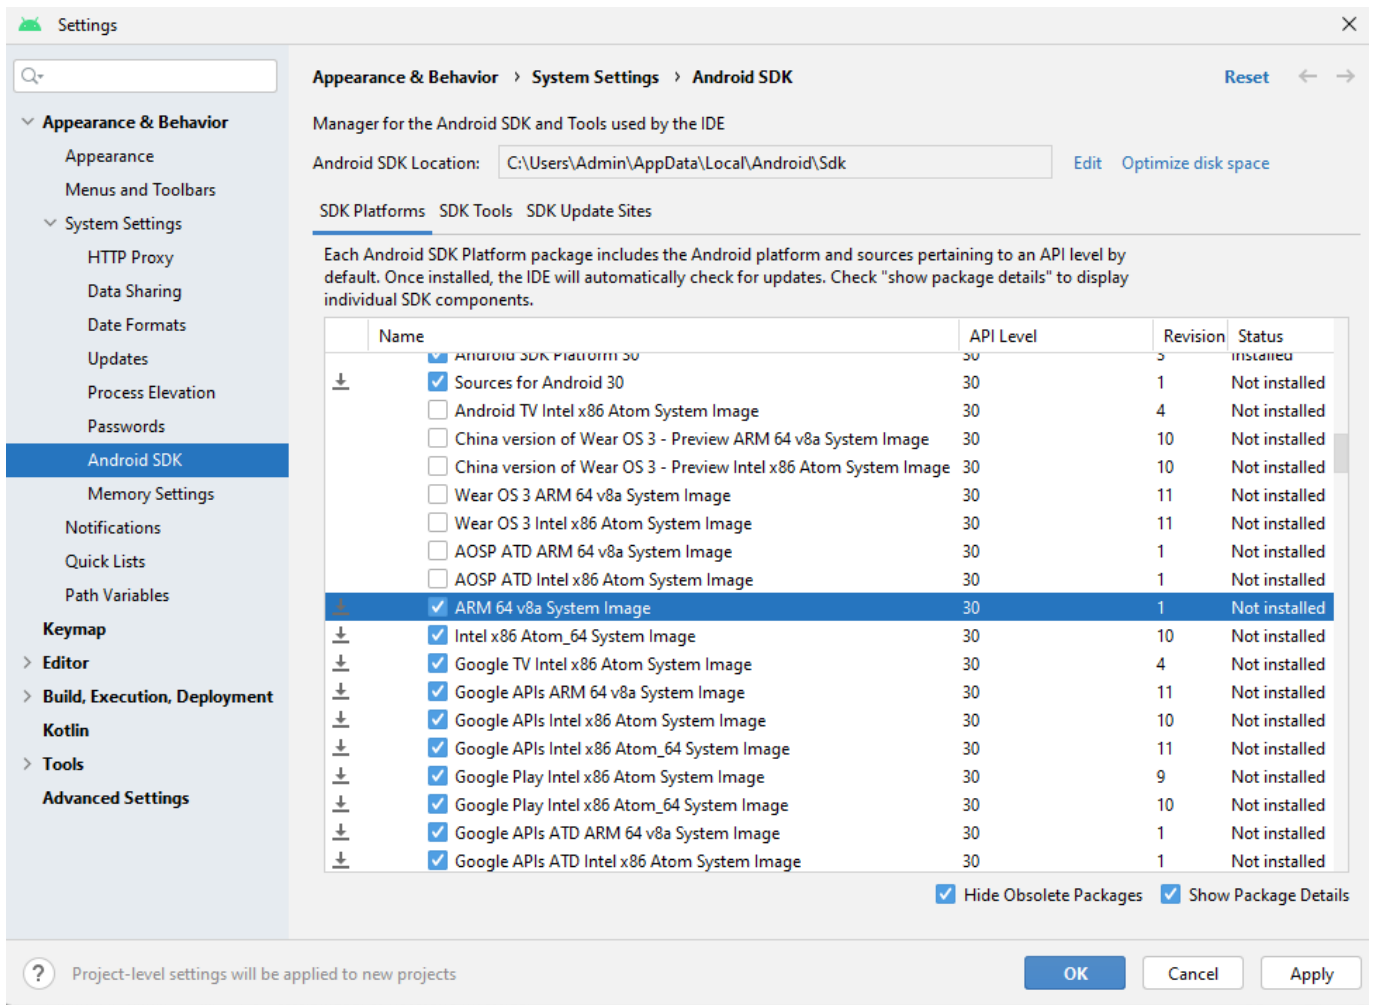 Settings
Appearance & Behavior
Appearance
Menus and Toolbars
System Settings
HTTP Proxy
Data Sharing
Date Formats
Updates
Process Elevation
Passwords
Android SDK
Memory Settings
Notifications
Quick Lists
Path Variables
Keymap
Editor
Build, Execution, Deployment
Kotlin
Tools
Advanced Settings
Appearance & Behavior › System Settings › Android SDK Reset
Manager for the Android SDK and Tools used by the IDE
Android SDK Location: C:\Users\Admin\AppData\Local\Android\Sdk Edit Optimize disk space
SDK Platforms SDK Tools SDK Update Sites
Each Android SDK Platform package includes the Android platform and sources pertaining to an API level by
default. Once installed, the IDE will automatically check for updates. Check "show package details" to display
individual SDK components.
Name API Level Revision Status
Android SDK Platform 30 30 3 Installed
Sources for Android 30 30 1 Not installed
Android TV Intel x86 Atom System Image 30 4 Not installed
China version of Wear OS 3 - Preview ARM 64 v8a System Image 30 10 Not installed
China version of Wear OS 3 - Preview Intel x86 Atom System Image 30 10 Not installed
Wear OS 3 ARM 64 v8a System Image 30 11 Not installed
Wear OS 3 Intel x86 Atom System Image 30 11 Not installed
AOSP ATD ARM 64 v8a System Image 30 1 Not installed
AOSP ATD Intel x86 Atom System Image 30 1 Not installed
ARM 64 v8a System Image 30 1 Not installed
Intel x86 Atom_64 System Image 30 10 Not installed
Google TV Intel x86 Atom System Image 30 4 Not installed
Google APIs ARM 64 v8a System Image 30 11 Not installed
Google APIs Intel x86 Atom System Image 30 10 Not installed
Google APIs Intel x86 Atom_64 System Image 30 11 Not installed
Google Play Intel x86 Atom System Image 30 9 Not installed
Google Play Intel x86 Atom_64 System Image 30 10 Not installed
Google APIs ATD ARM 64 v8a System Image 30 1 Not installed
Google APIs ATD Intel x86 Atom System Image 30 1 Not installed
Hide Obsolete Packages Show Package Details
? Project-level settings will be applied to new projects
OK Cancel Apply